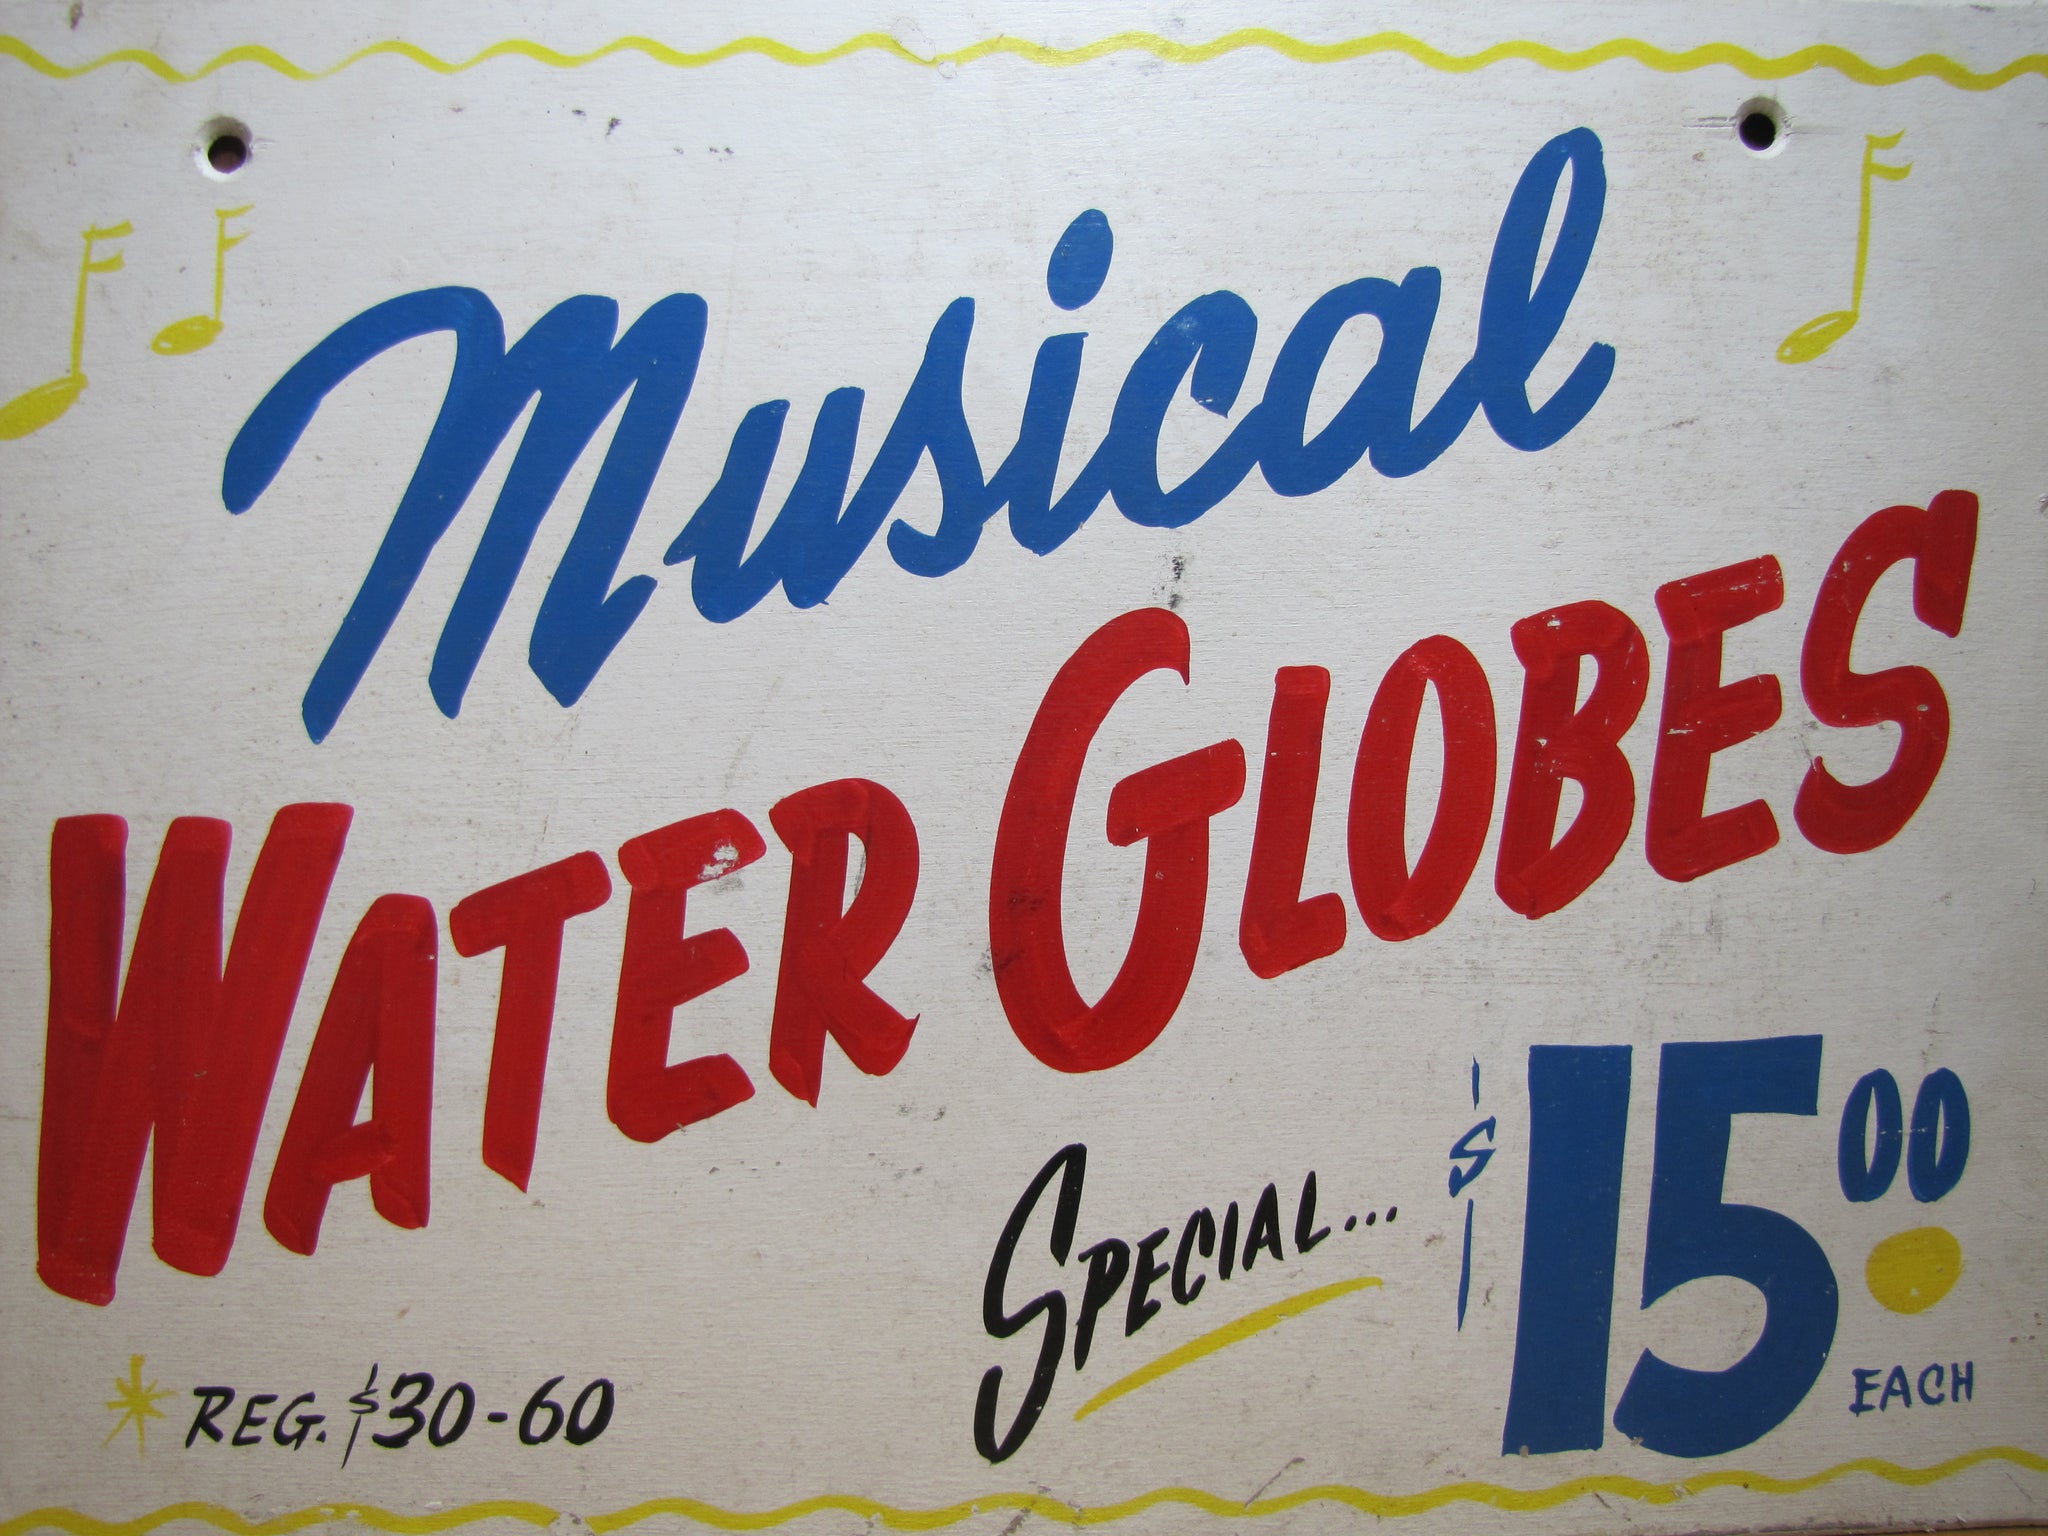 Musical
WATER GLOBES
SPECIAL... $15 00
EACH
REG. $30-60